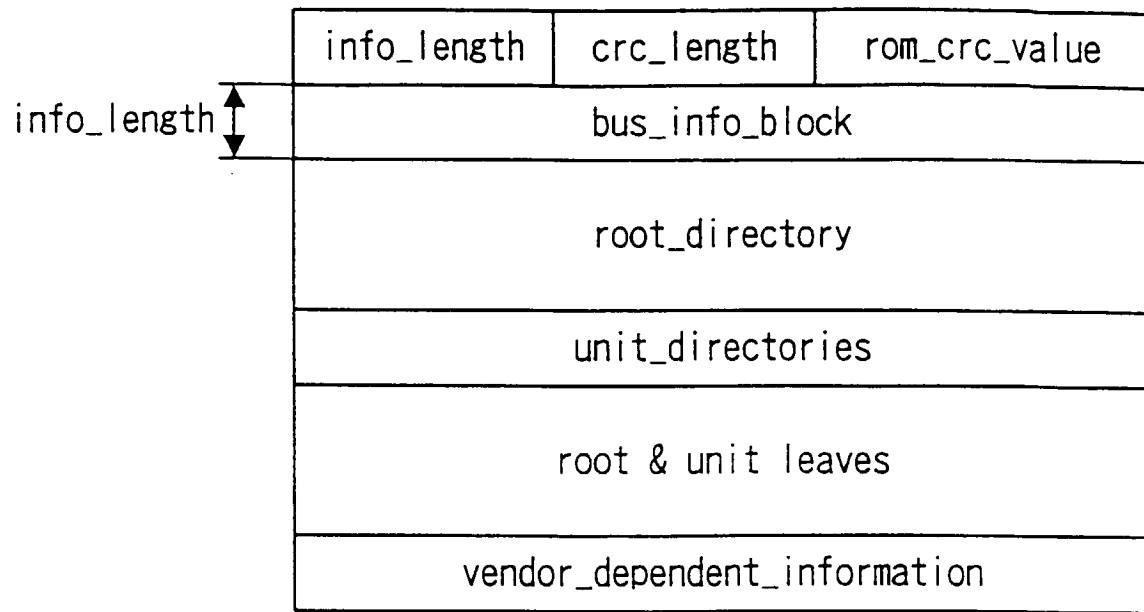 info_length crc_length rom_crc_value
info_length bus_info_block
root_directory
unit_directories
root & unit leaves
vendor_dependent_information